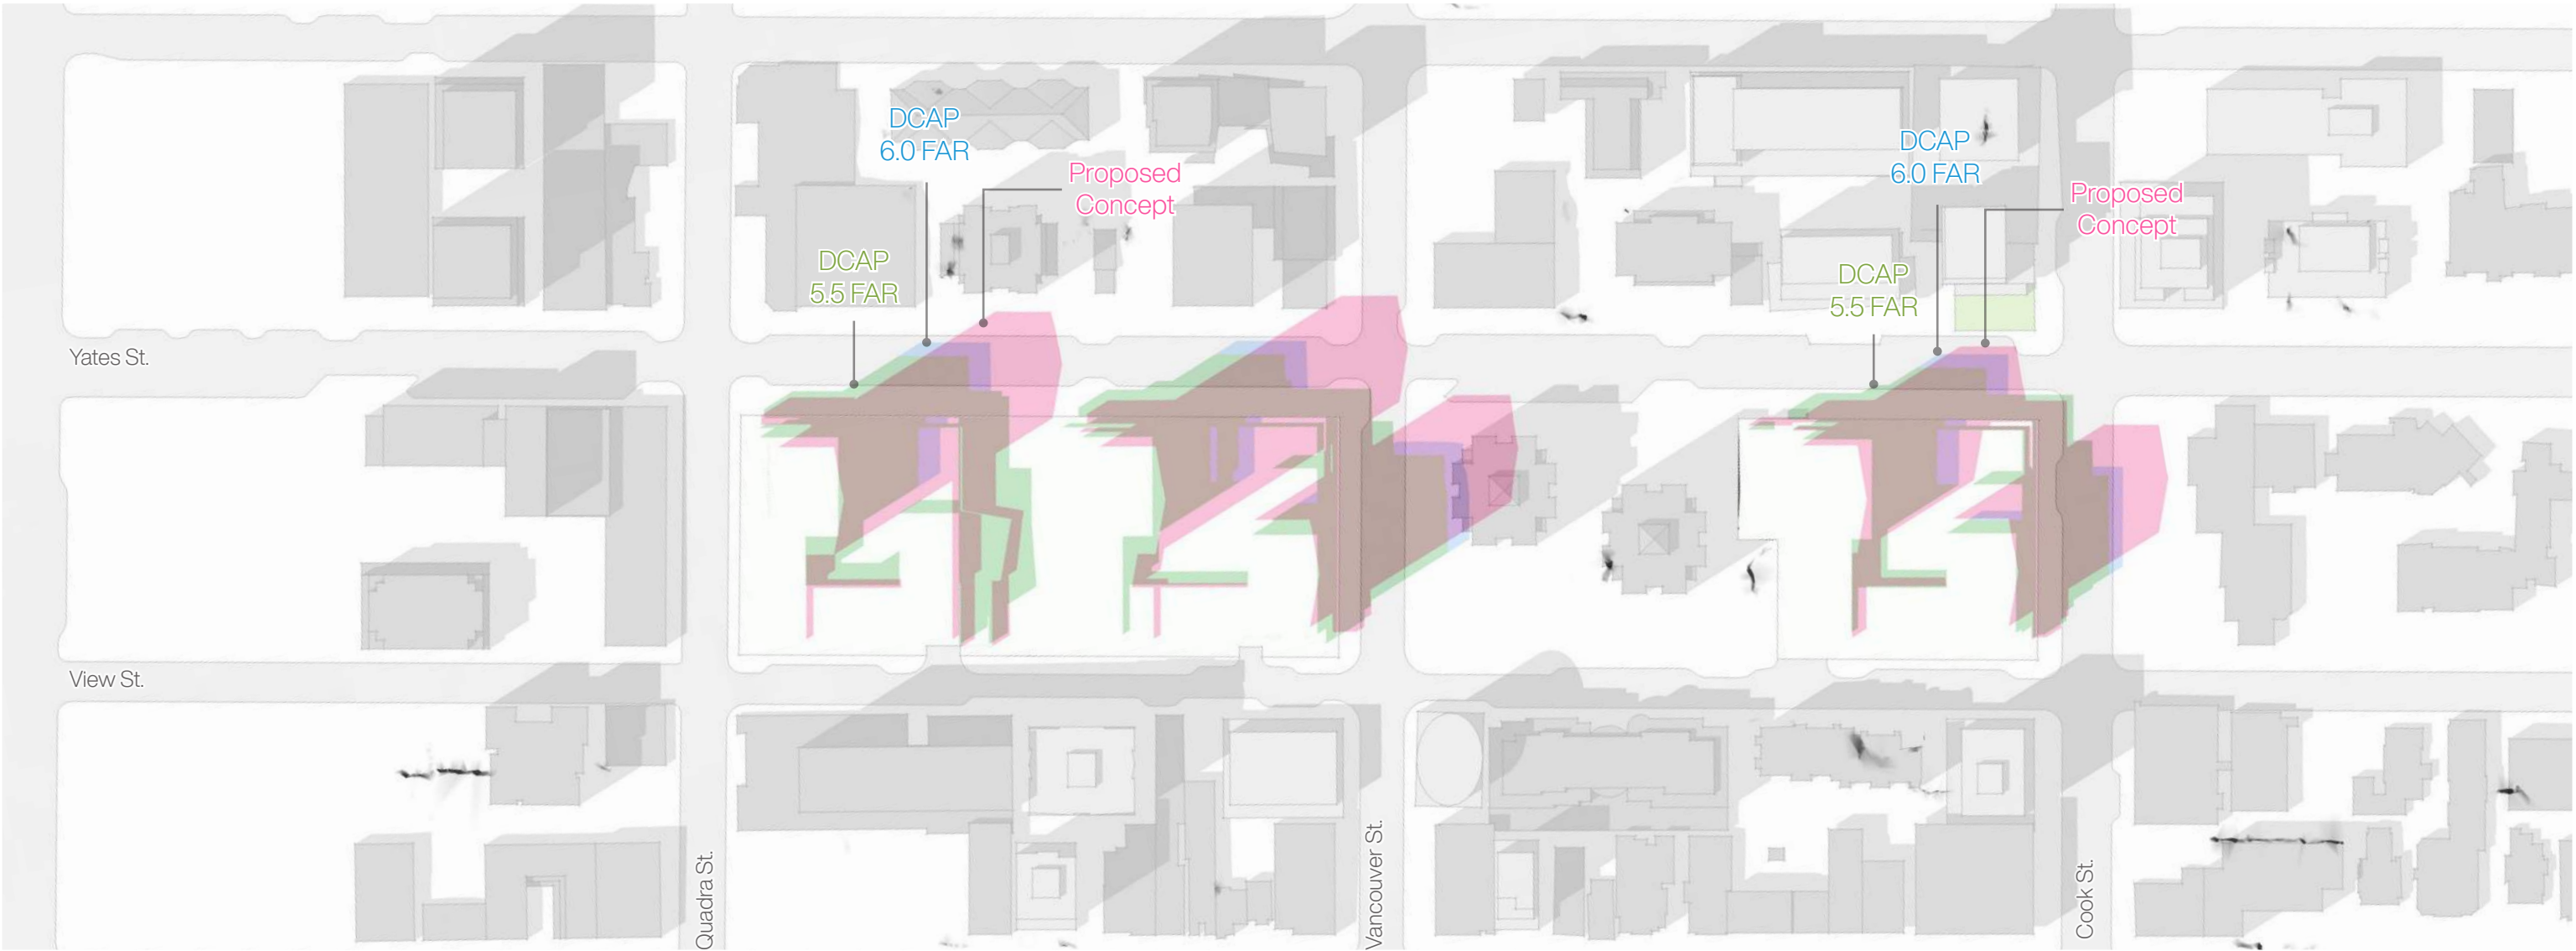 DCAP
6.0 FAR
Proposed
Concept
DCAP
5.5 FAR
DCAP
6.0 FAR
Proposed
Concept
DCAP
5.5 FAR
Yates St.
View St.
Quadra St.
Vancouver St.
Cook St.